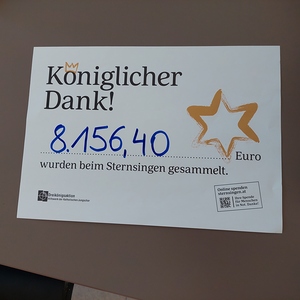 Königlicher
Dank!
8.156,40
Euro
wurden beim Sternsingen gesammelt.
Dreikönigsaktion
Online spenden
sternsingen.at